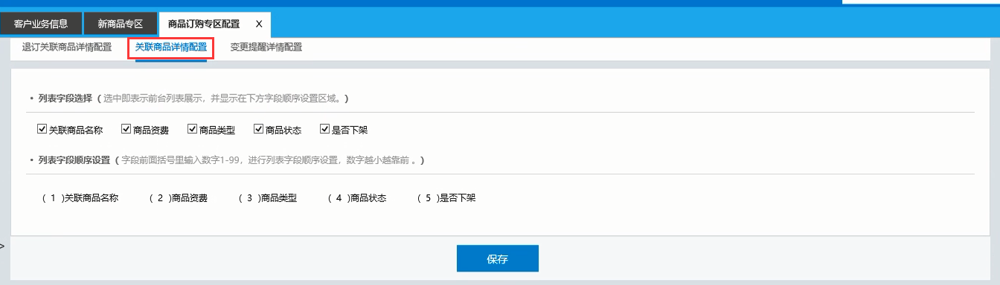 客户业务信息 新商品专区 商品订购专区配置 X
退订关联商品详情配置 关联商品详情配置 变更提醒详情配置
• 列表字段选择 ( 选中即表示前台列表展示，并显示在下方字段顺序设置区域。)
关联商品名称 商品资费 商品类型 商品状态 是否下架
• 列表字段顺序设置 ( 字段前面括号里输入数字1-99，进行列表字段顺序设置，数字越小越靠前 。)
( 1 )关联商品名称 ( 2 )商品资费 ( 3 )商品类型 ( 4 )商品状态 ( 5 )是否下架
>
保存